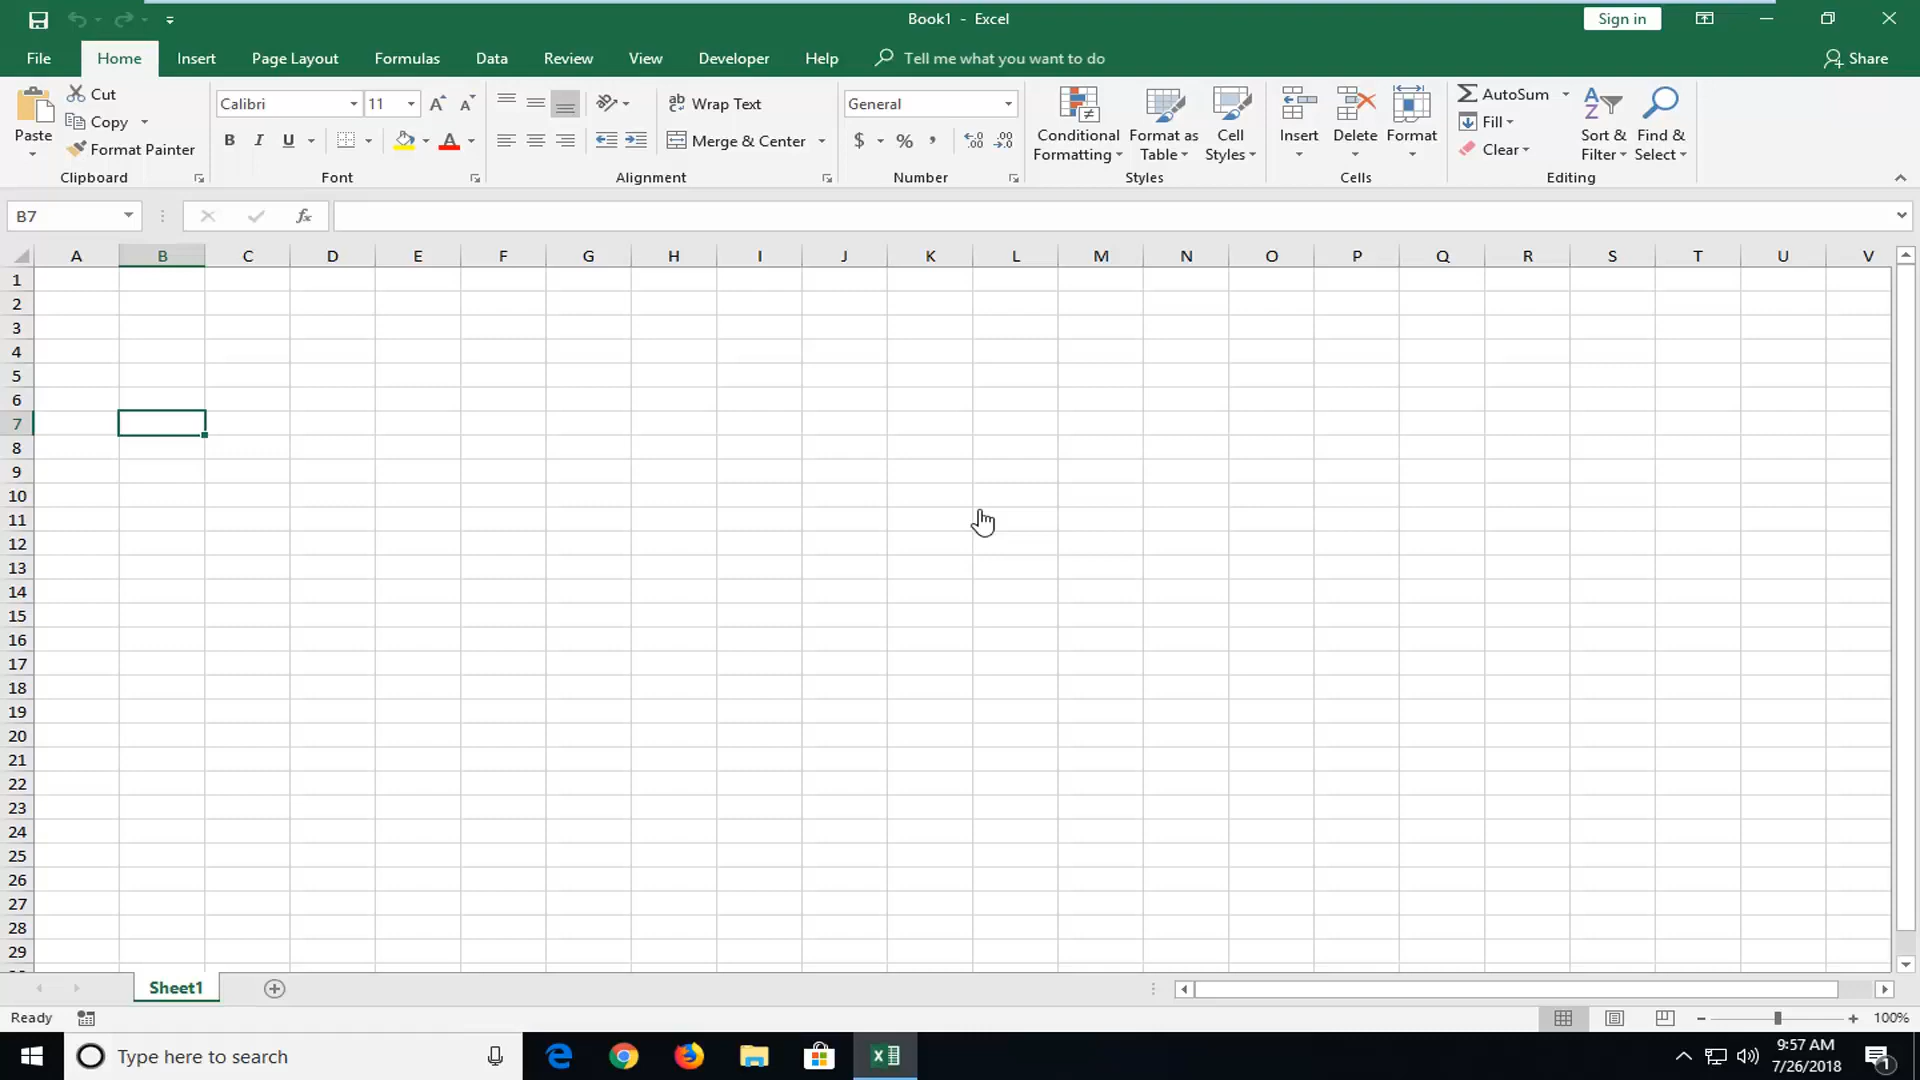 Book1 - Excel
Sign in
File Home Insert Page Layout Formulas Data Review View Developer Help Tell me what you want to do Share
Paste
Cut
Copy
Format Painter
Clipboard
Calibri 11
B I U A
Font
ab Wrap Text
Merge & Center
Alignment
General
$ % ,
Number
Conditional Formatting
Format as Table
Cell Styles
Styles
Insert Delete Format
Cells
AutoSum
Fill
Clear
Sort & Filter
Find & Select
Editing
B7 fx
A B C D E F G H I J K L M N O P Q R S T U V
1
2
3
4
5
6
7
8
9
10
11
12
13
14
15
16
17
18
19
20
21
22
23
24
25
26
27
28
29
Sheet1
Ready 100%
Type here to search
9:57 AM
7/26/2018
1